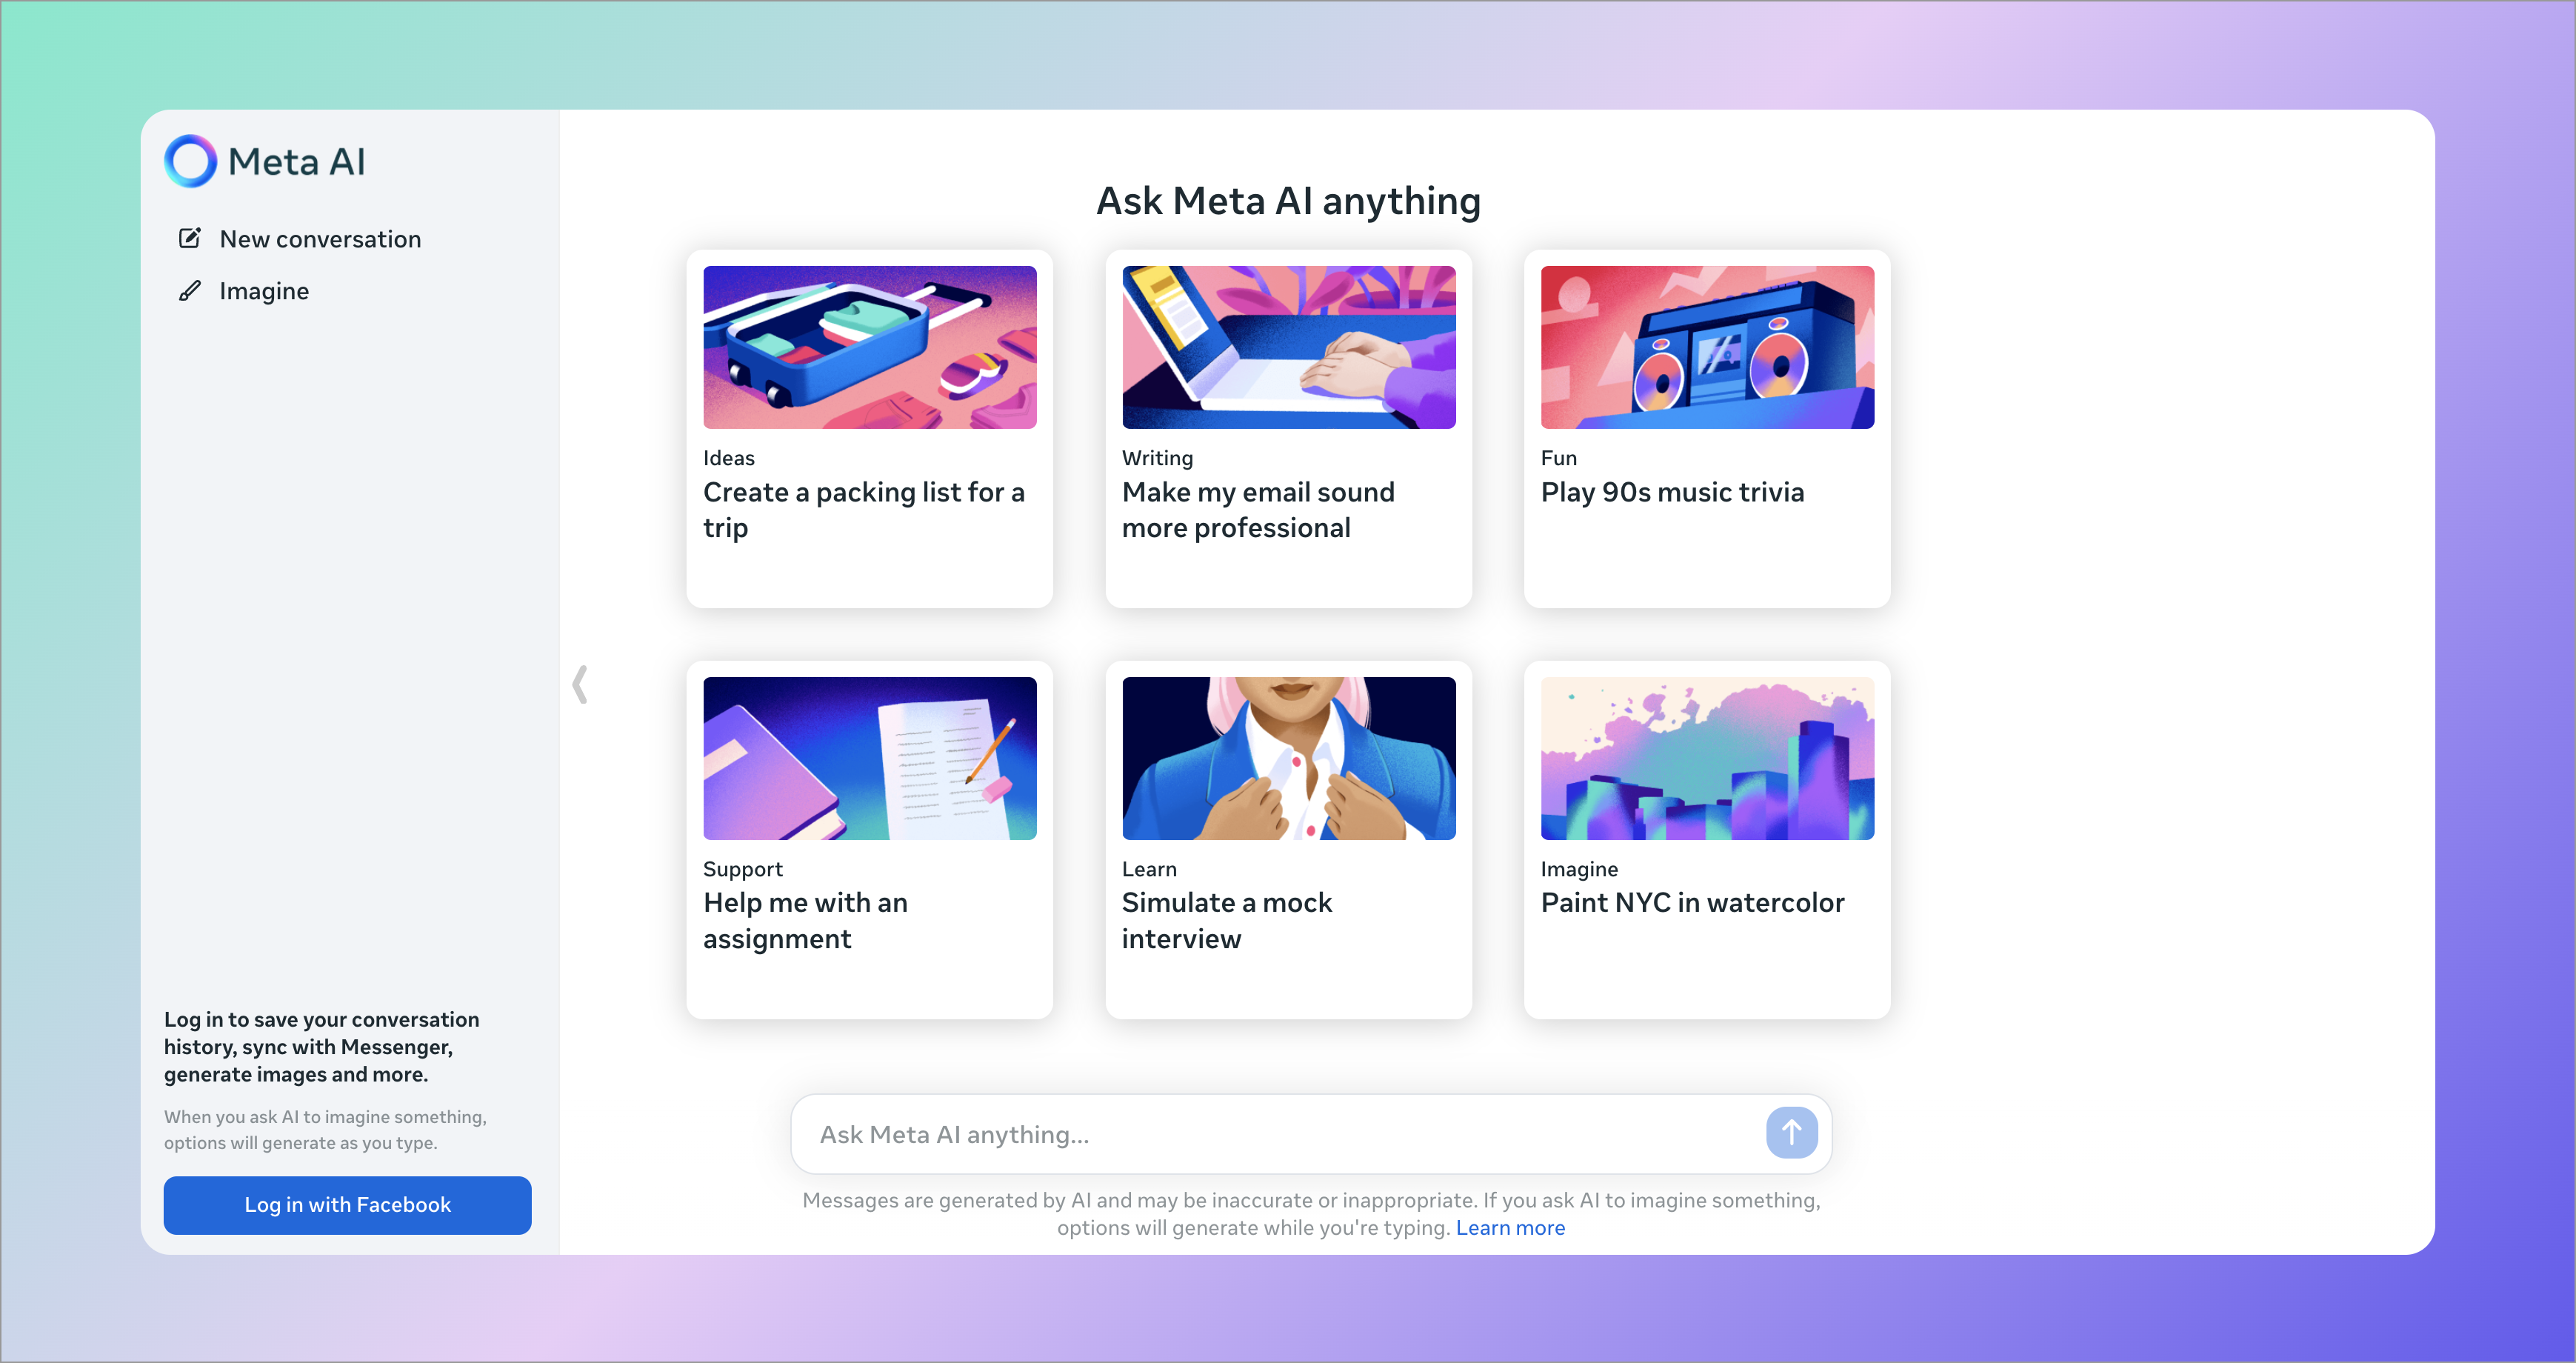 Meta AI
New conversation
Imagine
Log in to save your conversation
history, sync with Messenger,
generate images and more.
When you ask AI to imagine something,
options will generate as you type.
Log in with Facebook
Ask Meta AI anything
Ideas
Create a packing list for a
trip
Writing
Make my email sound
more professional
Fun
Play 90s music trivia
Support
Help me with an
assignment
Learn
Simulate a mock
interview
Imagine
Paint NYC in watercolor
Ask Meta AI anything...
Messages are generated by AI and may be inaccurate or inappropriate. If you ask AI to imagine something,
options will generate while you're typing. Learn more